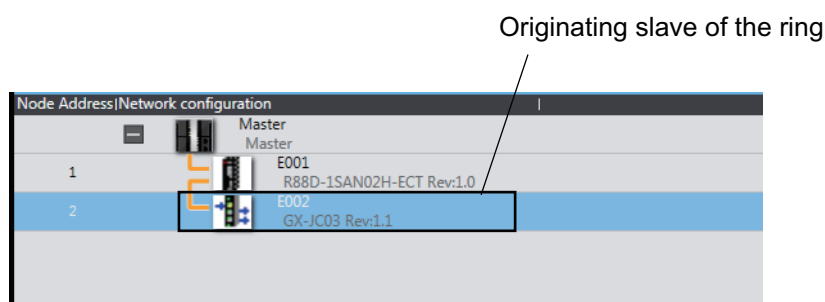 Originating slave of the ring
Node Address|Network configuration
Master
Master
1
E001
R88D-1SAN02H-ECT Rev:1.0
2
E002
GX-JC03 Rev:1.1